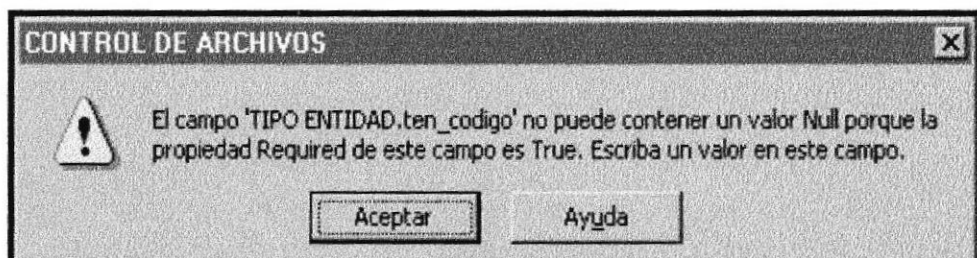 CONTROL DE ARCHIVOS
El campo 'TIPO ENTIDAD.ten_codigo' no puede contener un valor Null porque la
propiedad Required de este campo es True. Escriba un valor en este campo.
Aceptar
Ayuda